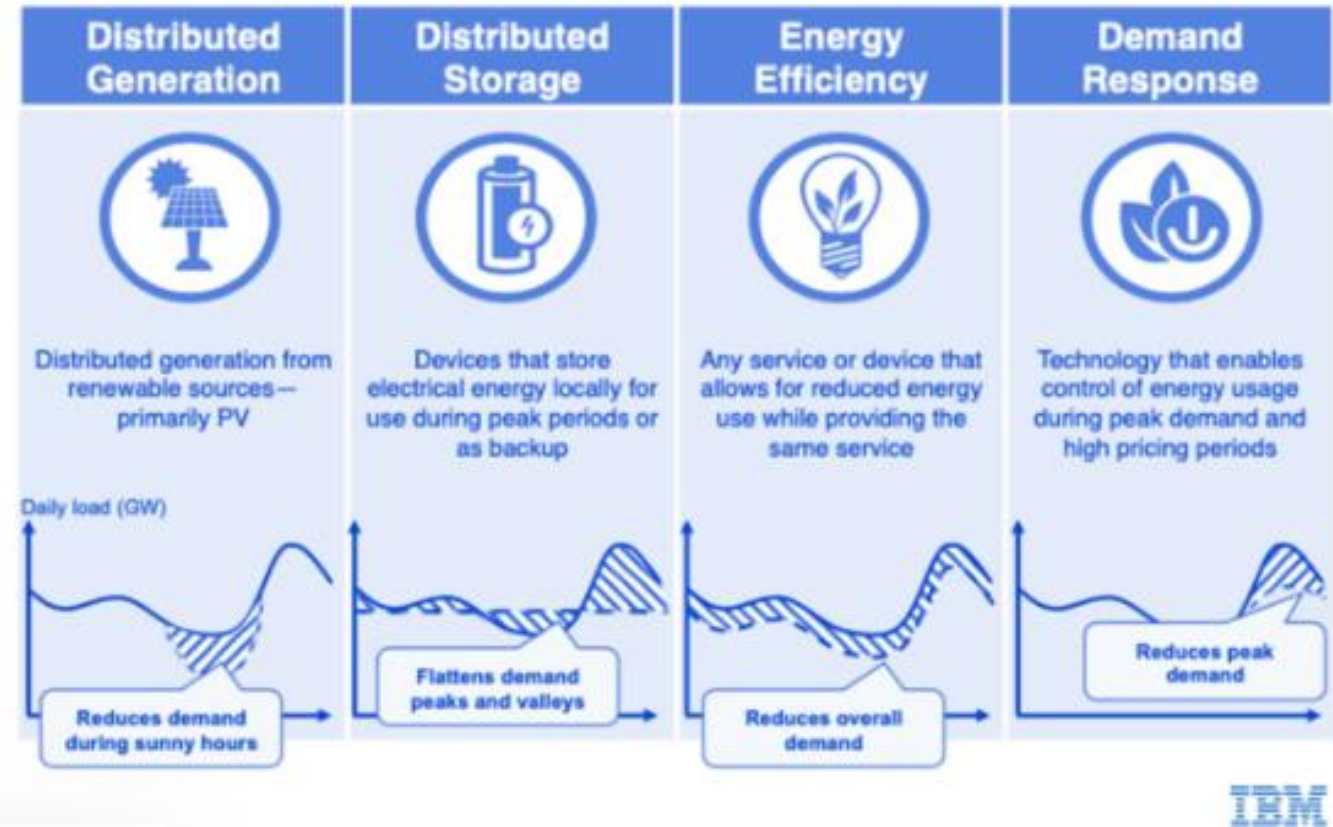 Distributed
Generation
Distributed
Storage
Energy
Efficiency
Demand
Response
Distributed generation from
renewable sources—
primarily PV
Devices that store
electrical energy locally for
use during peak periods or
as backup
Any service or device that
allows for reduced energy
use while providing the
same service
Technology that enables
control of energy usage
during peak demand and
high pricing periods
Daily load (GW)
Reduces demand
during sunny hours
Flattens demand
peaks and valleys
Reduces overall
demand
Reduces peak
demand
IBM